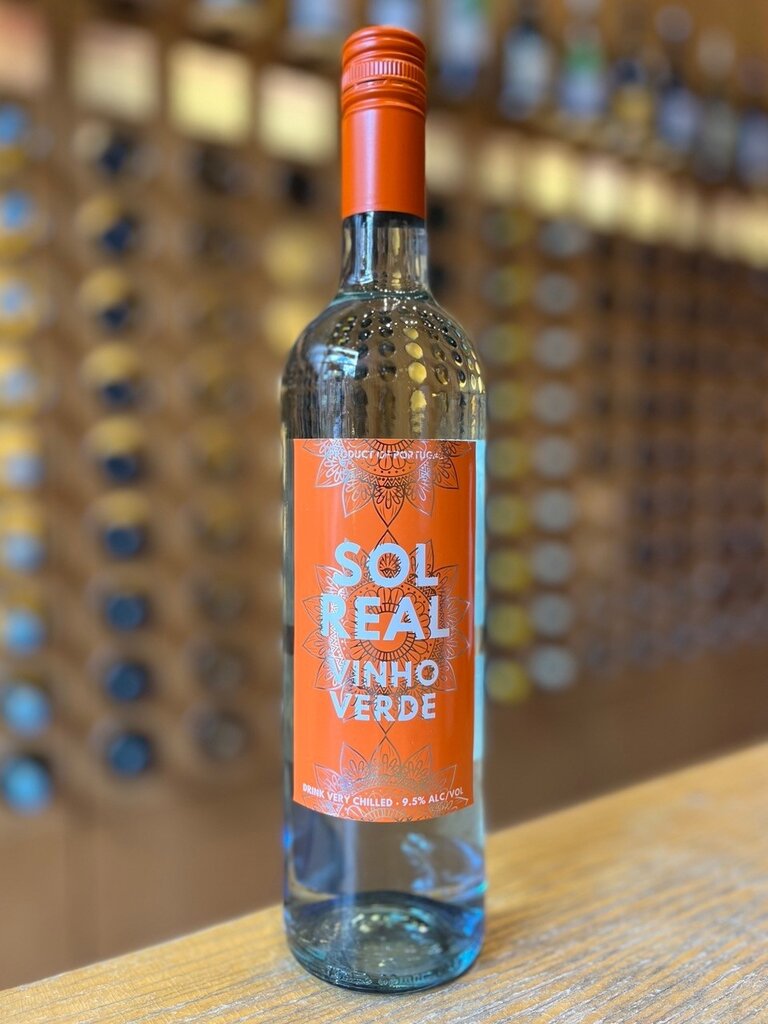 PRODUCT OF PORTUGAL
SOL
REAL
VINHO
VERDE
DRINK VERY CHILLED - 9.5% ALC/VOL